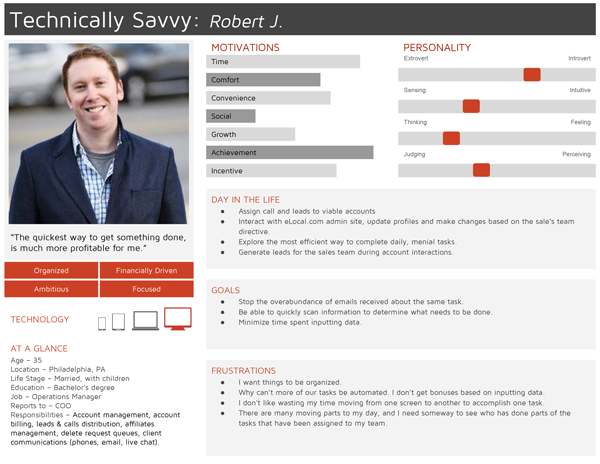 Technically Savvy: Robert J.
"The quickest way to get something done,
is much more profitable for me."
Organized
Financially Driven
Ambitious
Focused
TECHNOLOGY
AT A GLANCE
Age – 35
Location – Philadelphia, PA
Life Stage – Married, with children
Education – Bachelor's degree
Job – Operations Manager
Reports to – COO
Responsibilities – Account management, account
billing, leads & calls distribution, affiliates
management, delete request queues, client
communications (phones, email, live chat).
MOTIVATIONS
Time
Comfort
Convenience
Social
Growth
Achievement
Incentive
PERSONALITY
Extrovert Introvert
Sensing Intuitive
Thinking Feeling
Judging Perceiving
DAY IN THE LIFE
● Assign call and leads to viable accounts
● Interact with eLocal.com admin site, update profiles and make changes based on the sale's team
directive.
● Explore the most efficient way to complete daily, menial tasks.
● Generate leads for the sales team during account interactions.
GOALS
● Stop the overabundance of emails received about the same task.
● Be able to quickly scan information to determine what needs to be done.
● Minimize time spent inputting data.
FRUSTRATIONS
● I want things to be organized.
● Why can't more of our tasks be automated. I don't get bonuses based on inputting data.
● I don't like wasting my time moving from one screen to another to accomplish one task.
● There are many moving parts to my day, and I need someway to see who has done parts of the
tasks that have been assigned to my team.